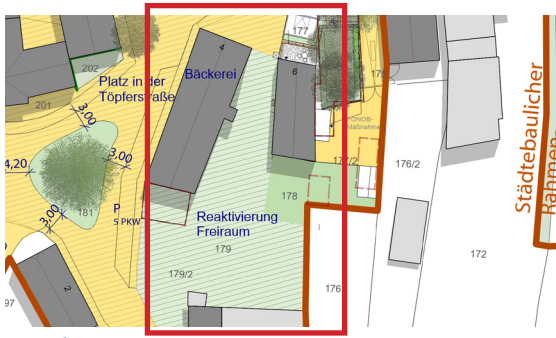 177
4
202
Bäckerei
6
Platz in der
Töpferstraße
201
3,00
PONOB-
Maßnahme
3,00
177/2
176/2
4,20
3,00
181
P
5 PKW
178
Reaktivierung
Freiraum
179
172
179/2
176
2
97
Städtebaulicher
Rahmen